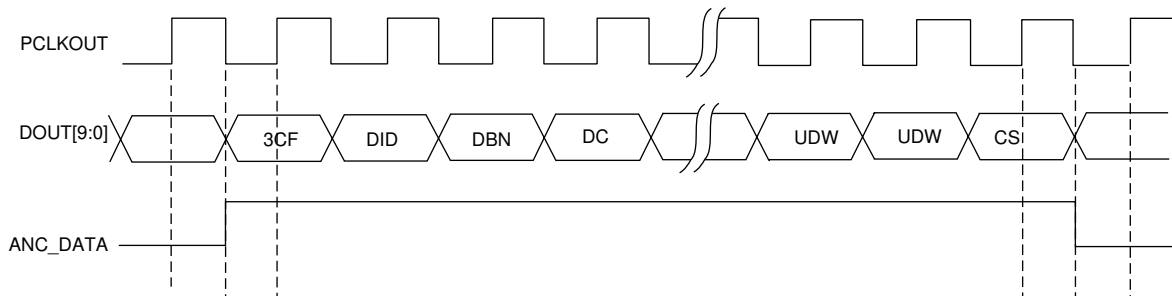 PCLKOUT
DOUT[9:0] 3CF DID DBN DC UDW UDW CS
ANC_DATA